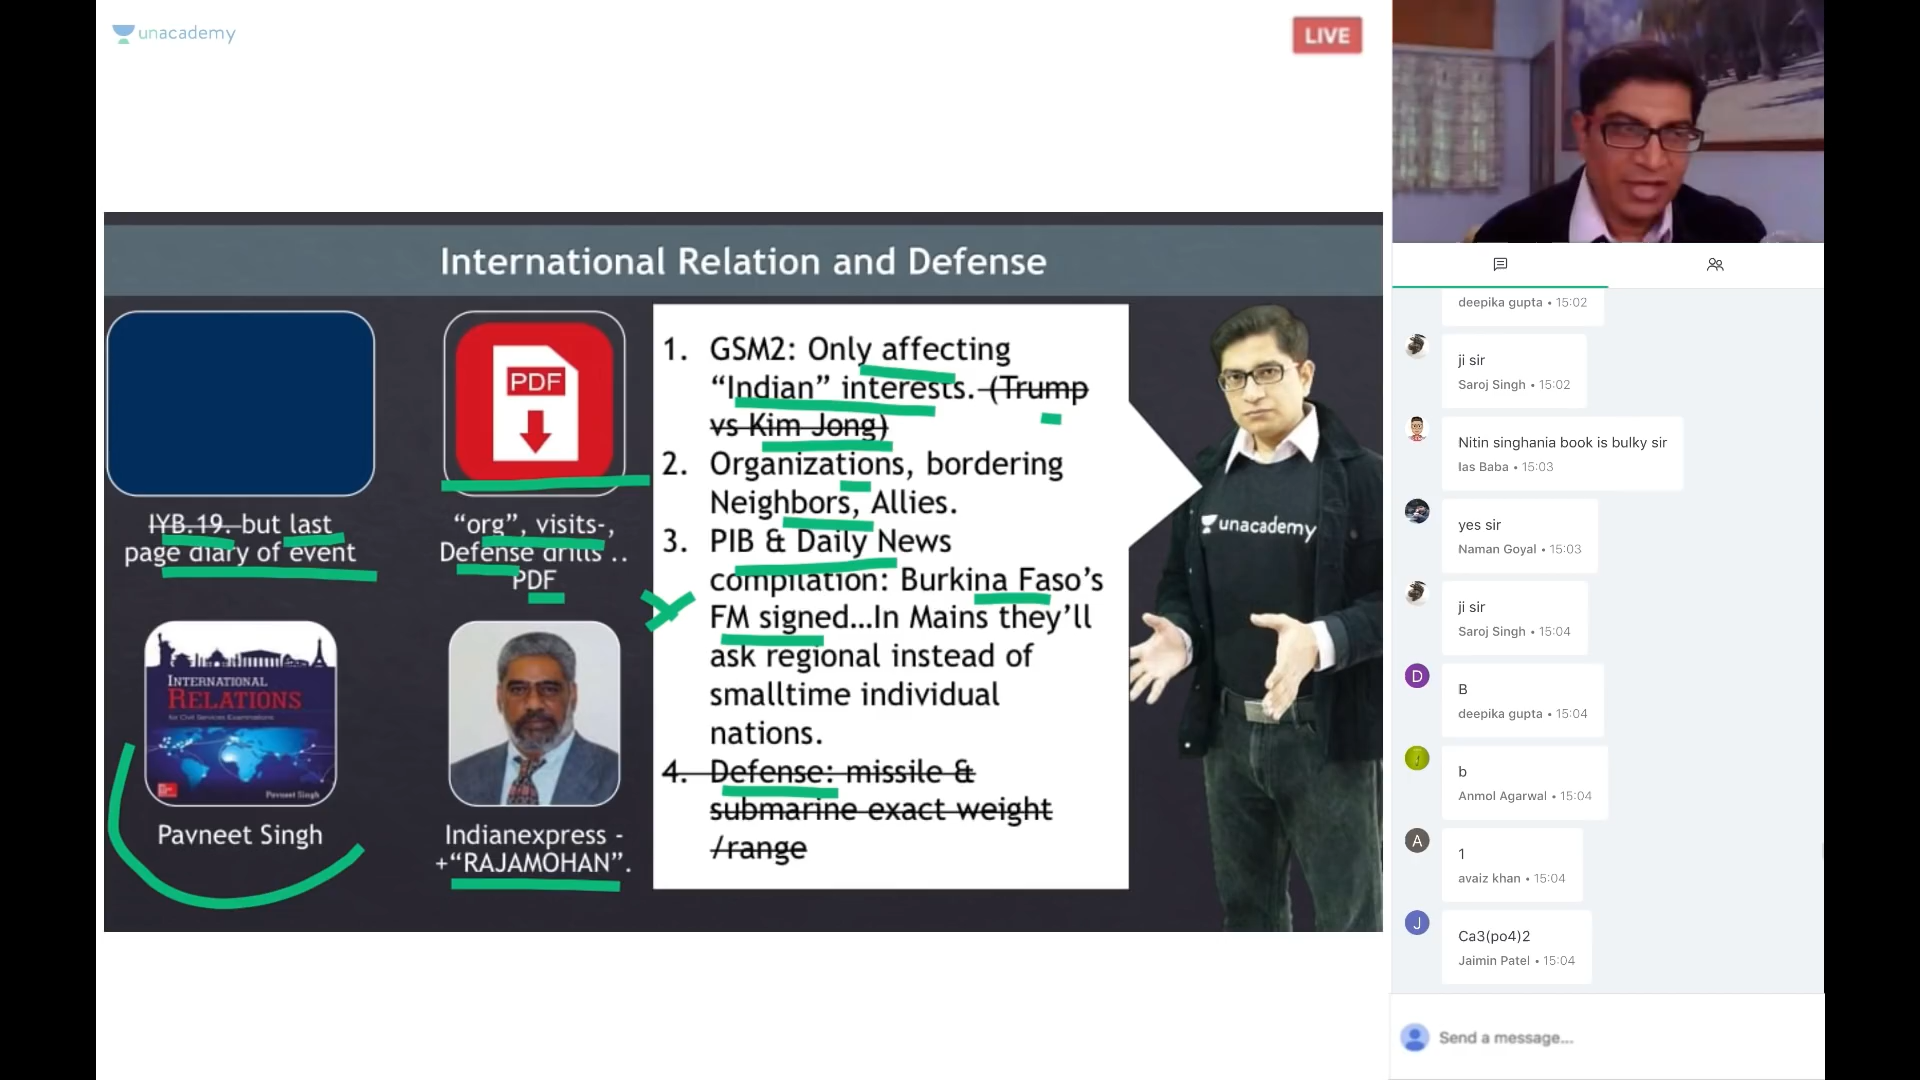 unacademy
LIVE
International Relation and Defense
IYB.19. but last
page diary of event
PDF
"org", visits-,
Defense drills ..
PDF
INTERNATIONAL
RELATIONS
for Civil Services Examinations
Pavneet Singh
Pavneet Singh
Indianexpress -
+"RAJAMOHAN".
1. GSM2: Only affecting
"Indian" interests. (Trump
vs Kim Jong)
2. Organizations, bordering
Neighbors, Allies.
3. PIB & Daily News
compilation: Burkina Faso's
FM signed...In Mains they'll
ask regional instead of
smalltime individual
nations.
4. Defense: missile &
submarine exact weight
/range
unacademy
deepika gupta • 15:02
ji sir
Saroj Singh • 15:02
Nitin singhania book is bulky sir
Ias Baba • 15:03
yes sir
Naman Goyal • 15:03
ji sir
Saroj Singh • 15:04
D
B
deepika gupta • 15:04
b
Anmol Agarwal • 15:04
A
1
avaiz khan • 15:04
J
Ca3(po4)2
Jaimin Patel • 15:04
Send a message...